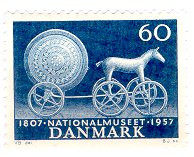 60
1807 · NATIONALMUSEET · 1957
DANMARK